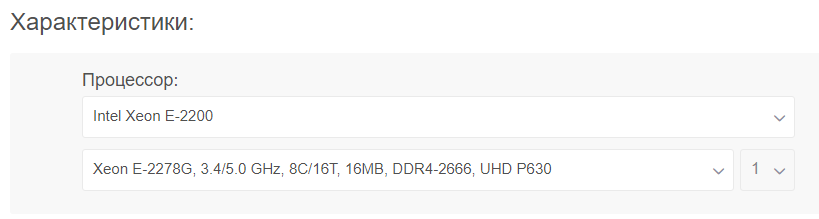 Характеристики:
Процессор:
Intel Xeon E-2200
Xeon E-2278G, 3.4/5.0 GHz, 8C/16T, 16MB, DDR4-2666, UHD P630
1